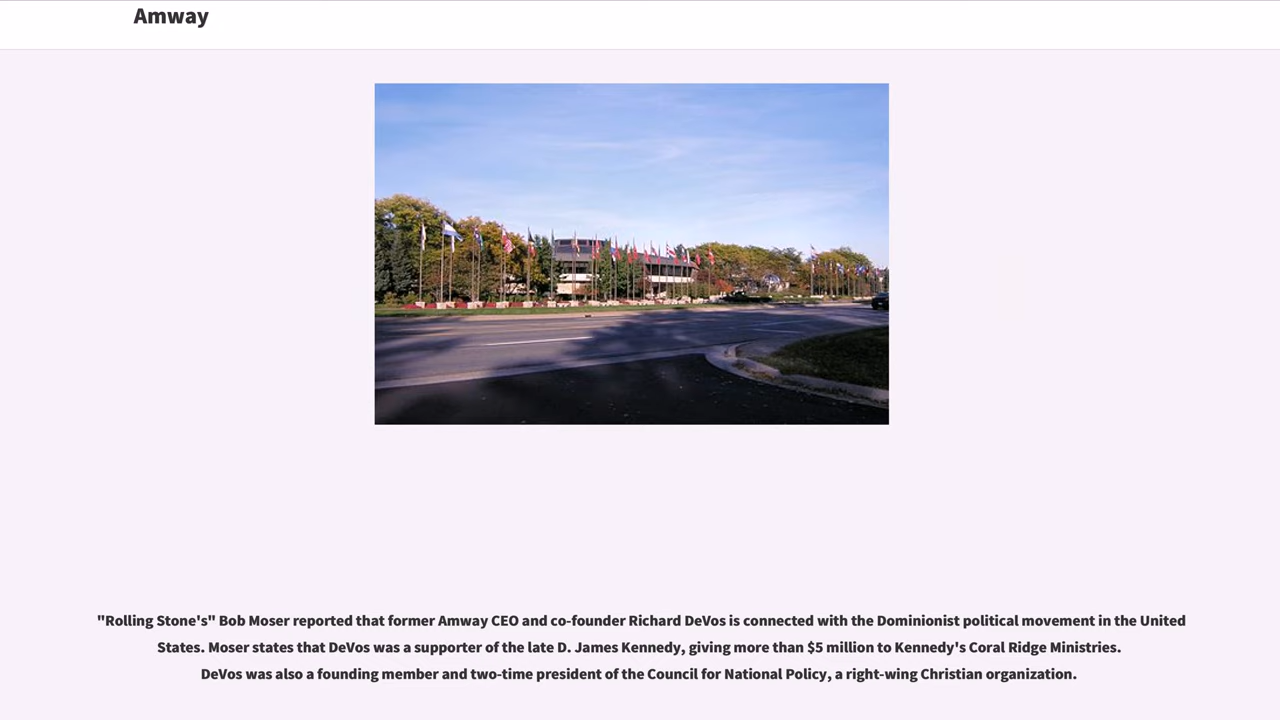 Amway
"Rolling Stone's" Bob Moser reported that former Amway CEO and co-founder Richard DeVos is connected with the Dominionist political movement in the United
States. Moser states that DeVos was a supporter of the late D. James Kennedy, giving more than $5 million to Kennedy's Coral Ridge Ministries.
DeVos was also a founding member and two-time president of the Council for National Policy, a right-wing Christian organization.